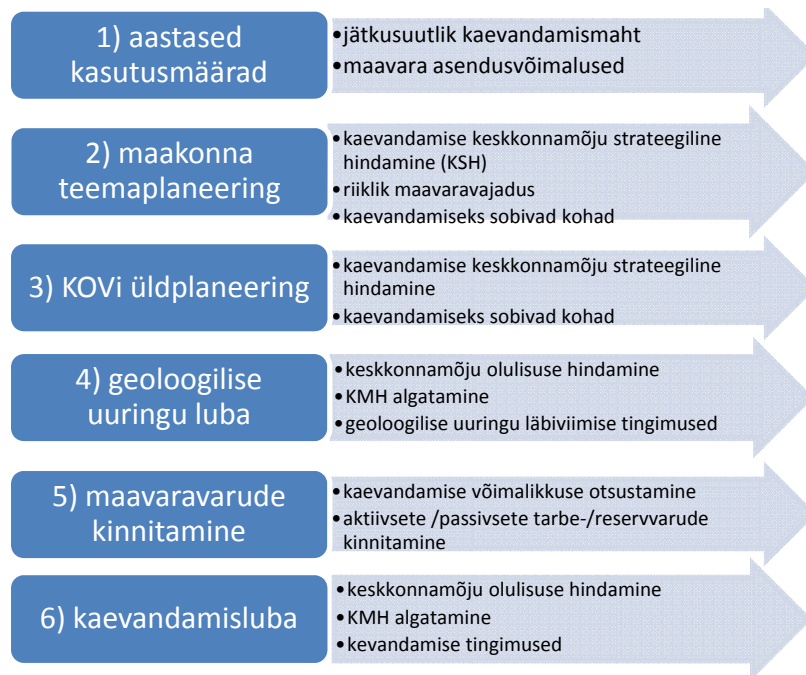 1) aastased
kasutusmäärad
•jätkusuutlik kaevandamismaht
•maavara asendusvõimalused
2) maakonna
teemaplaneering
•kaevandamise keskkonnamõju strateegiline
hindamine (KSH)
•riiklik maavaravajadus
•kaevandamiseks sobivad kohad
3) KOVi üldplaneering
•kaevandamise keskkonnamõju strateegiline
hindamine
•kaevandamiseks sobivad kohad
4) geoloogilise
uuringu luba
•keskkonnamõju olulisuse hindamine
•KMH algatamine
•geoloogilise uuringu läbiviimise tingimused
5) maavaravarude
kinnitamine
•kaevandamise võimalikkuse otsustamine
•aktiivsete /passivsete tarbe-/reservvarude
kinnitamine
6) kaevandamisluba
•keskkonnamõju olulisuse hindamine
•KMH algatamine
•kevandamise tingimused